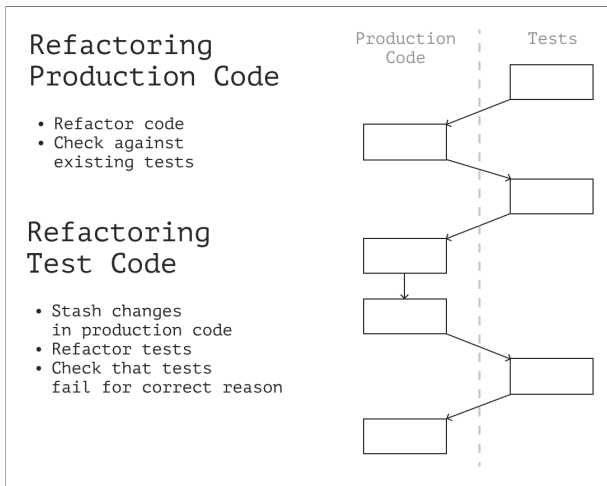 Refactoring
Production Code
• Refactor code
• Check against
existing tests
Refactoring
Test Code
• Stash changes
in production code
• Refactor tests
• Check that tests
fail for correct reason
Production
Code
Tests